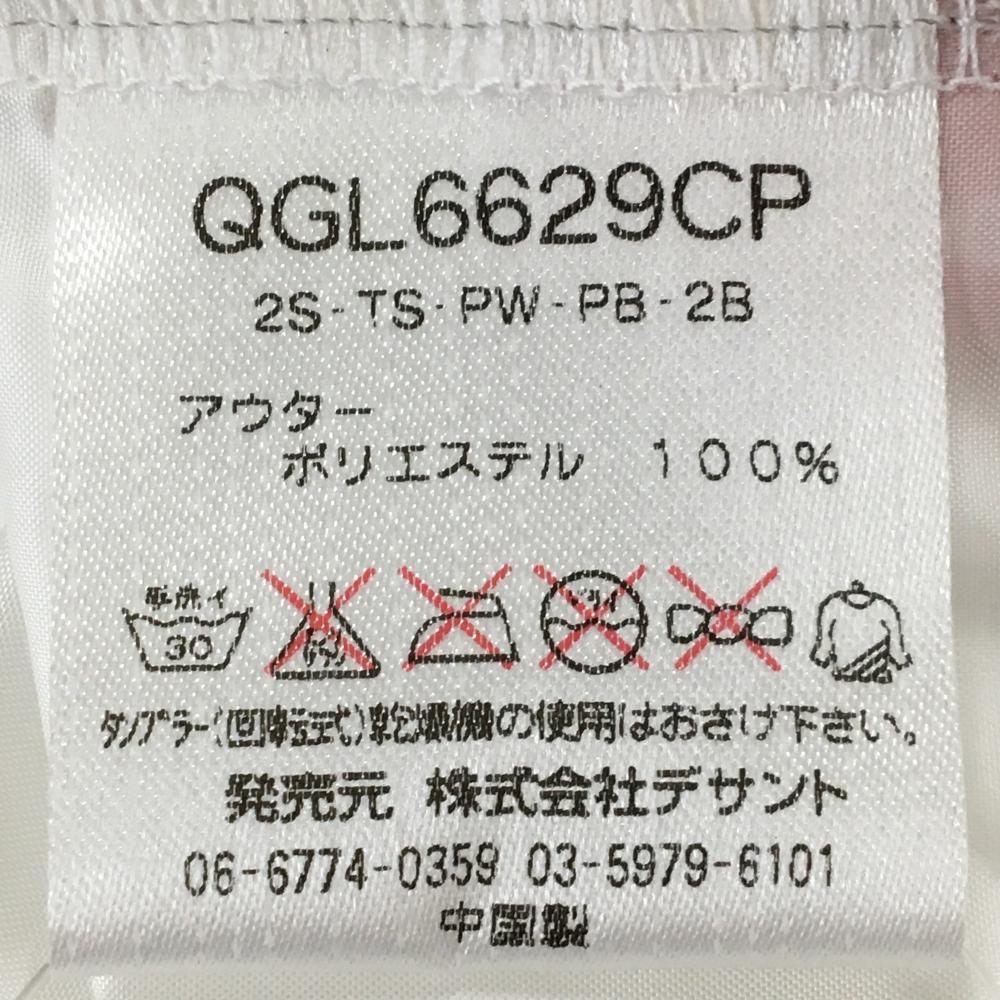 QGL6629CP
2S-TS-PW-PB-2B
アウター
ポリエステル 100%
弱洗イ
30
タンブラー(回転式)乾燥機の使用はおさけ下さい。
発売元 株式会社デサント
06-6774-0359 03-5979-6101
中国製